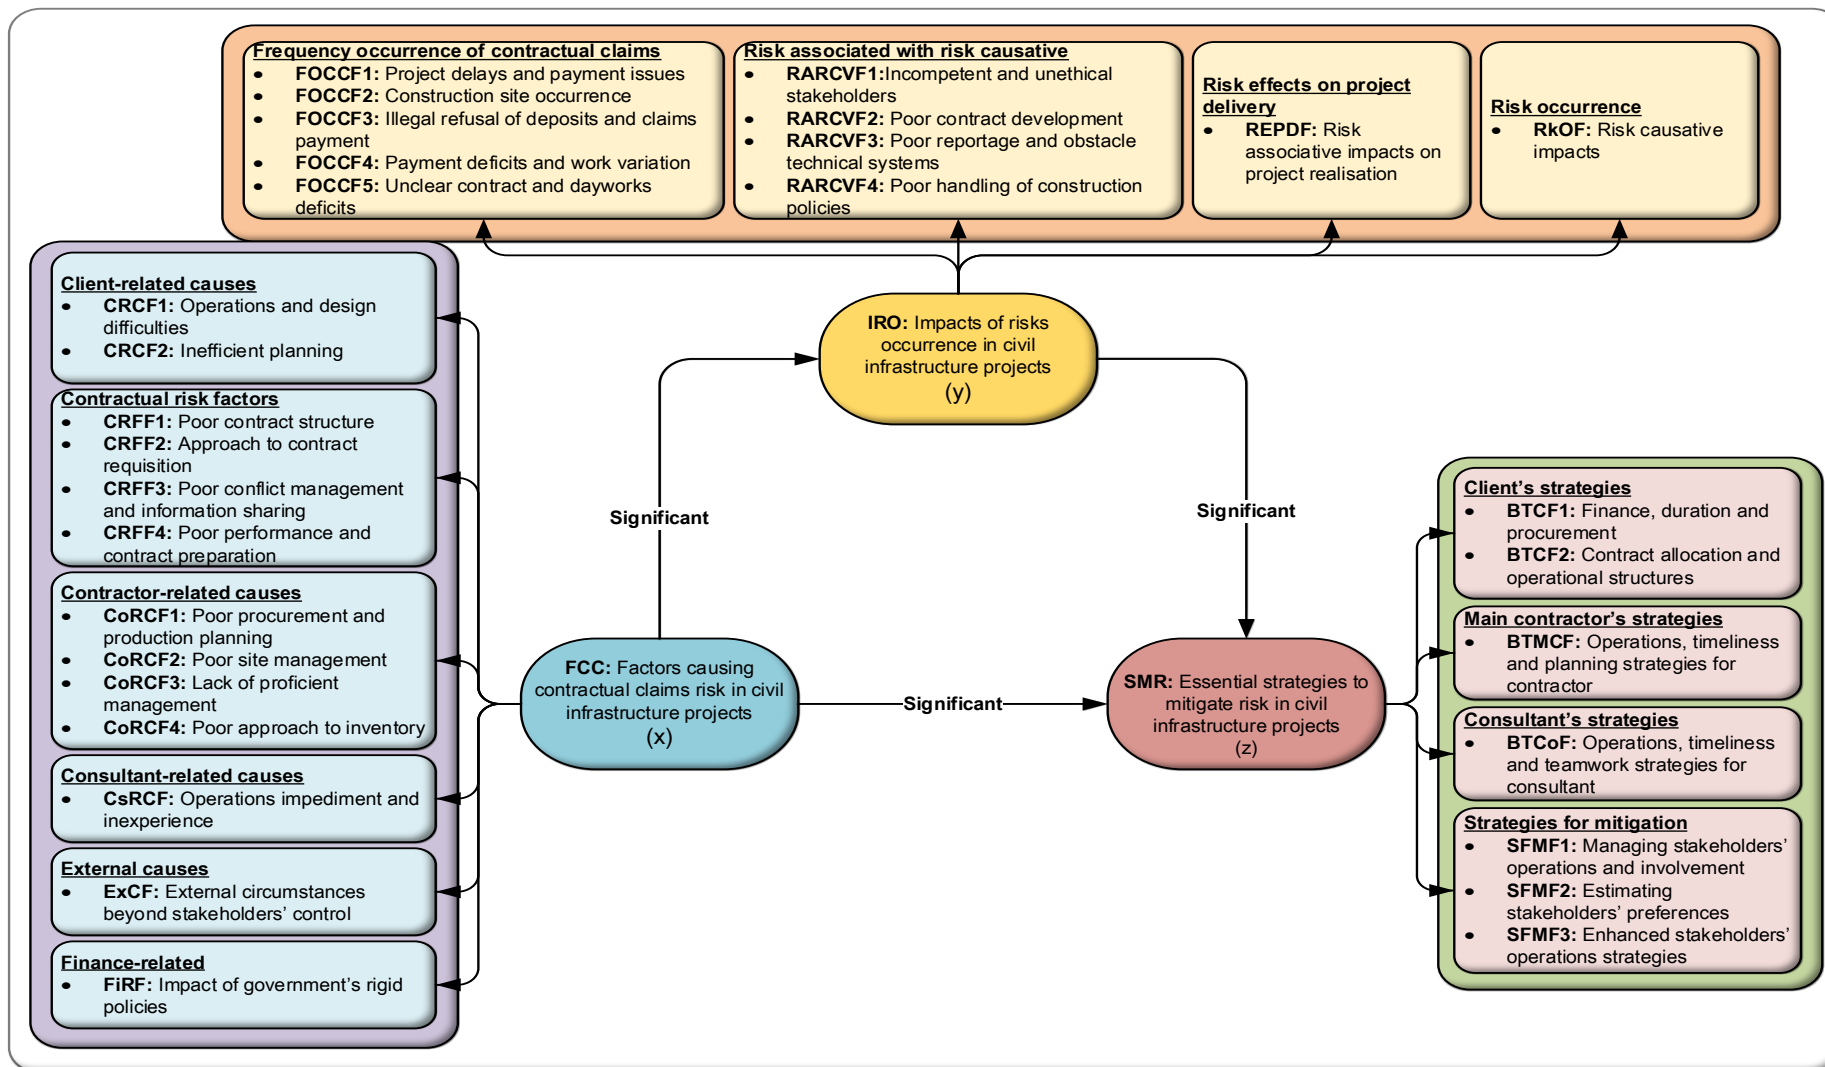 Frequency occurrence of contractual claims
• FOCCF1: Project delays and payment issues
• FOCCF2: Construction site occurrence
• FOCCF3: Illegal refusal of deposits and claims
payment
• FOCCF4: Payment deficits and work variation
• FOCCF5: Unclear contract and dayworks
deficits
Risk associated with risk causative
• RARCVF1:Incompetent and unethical
stakeholders
• RARCVF2: Poor contract development
• RARCVF3: Poor reportage and obstacle
technical systems
• RARCVF4: Poor handling of construction
policies
Risk effects on project
delivery
• REPDF: Risk
associative impacts on
project realisation
Risk occurrence
• RkOF: Risk causative
impacts
Client-related causes
• CRCF1: Operations and design
difficulties
• CRCF2: Inefficient planning
Contractual risk factors
• CRFF1: Poor contract structure
• CRFF2: Approach to contract
requisition
• CRFF3: Poor conflict management
and information sharing
• CRFF4: Poor performance and
contract preparation
Contractor-related causes
• CoRCF1: Poor procurement and
production planning
• CoRCF2: Poor site management
• CoRCF3: Lack of proficient
management
• CoRCF4: Poor approach to inventory
Consultant-related causes
• CsRCF: Operations impediment and
inexperience
External causes
• ExCF: External circumstances
beyond stakeholders' control
Finance-related
• FiRF: Impact of government's rigid
policies
IRO: Impacts of risks
occurrence in civil
infrastructure projects
(y)
Significant
Significant
FCC: Factors causing
contractual claims risk in civil
infrastructure projects
(x)
Significant
SMR: Essential strategies to
mitigate risk in civil
infrastructure projects
(z)
Client's strategies
• BTCF1: Finance, duration and
procurement
• BTCF2: Contract allocation and
operational structures
Main contractor's strategies
• BTMCF: Operations, timeliness
and planning strategies for
contractor
Consultant's strategies
• BTCoF: Operations, timeliness
and teamwork strategies for
consultant
Strategies for mitigation
• SFMF1: Managing stakeholders'
operations and involvement
• SFMF2: Estimating
stakeholders' preferences
• SFMF3: Enhanced stakeholders'
operations strategies